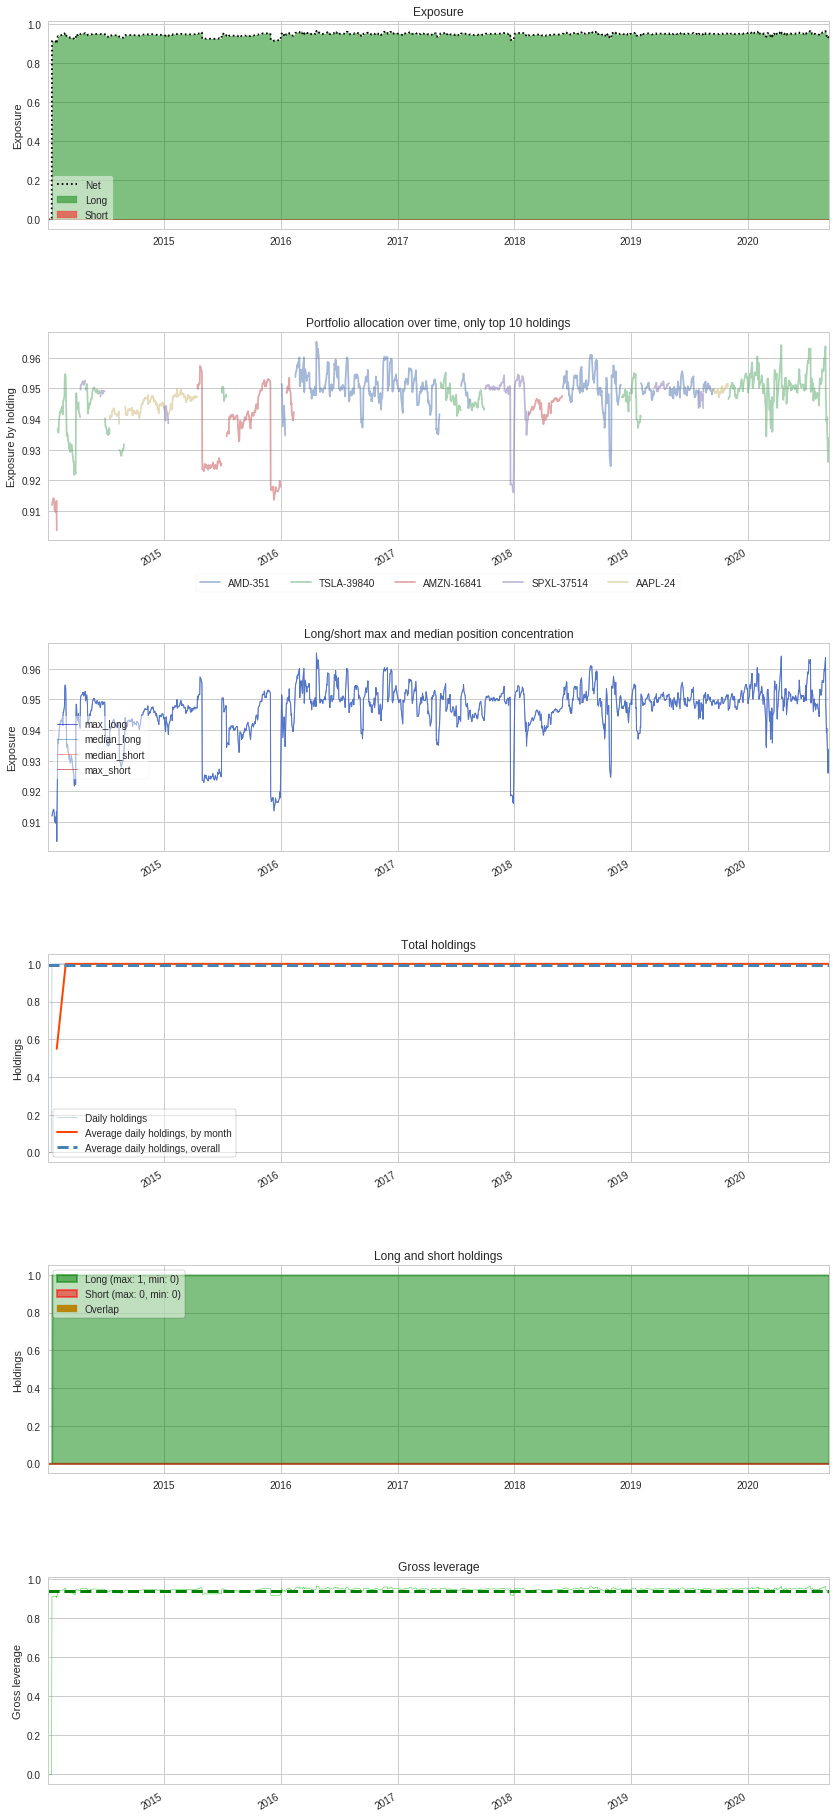 Exposure
1.0
0.8
0.6
0.4
0.2
0.0
Exposure
Net
Long
Short
2015 2016 2017 2018 2019 2020
Portfolio allocation over time, only top 10 holdings
0.96
0.95
0.94
0.93
0.92
0.91
Exposure by holding
2015 2016 2017 2018 2019 2020
AMD-351 TSLA-39840 AMZN-16841 SPXL-37514 AAPL-24
Long/short max and median position concentration
0.96
0.95
0.94
0.93
0.92
0.91
Exposure
max_long
median_long
median_short
max_short
2015 2016 2017 2018 2019 2020
Total holdings
1.0
0.8
0.6
0.4
0.2
0.0
Holdings
Daily holdings
Average daily holdings, by month
Average daily holdings, overall
2015 2016 2017 2018 2019 2020
Long and short holdings
Long (max: 1, min: 0)
Short (max: 0, min: 0)
Overlap
1.0
0.8
0.6
0.4
0.2
0.0
Holdings
2015 2016 2017 2018 2019 2020
Gross leverage
1.0
0.8
0.6
0.4
0.2
0.0
Gross leverage
2015 2016 2017 2018 2019 2020